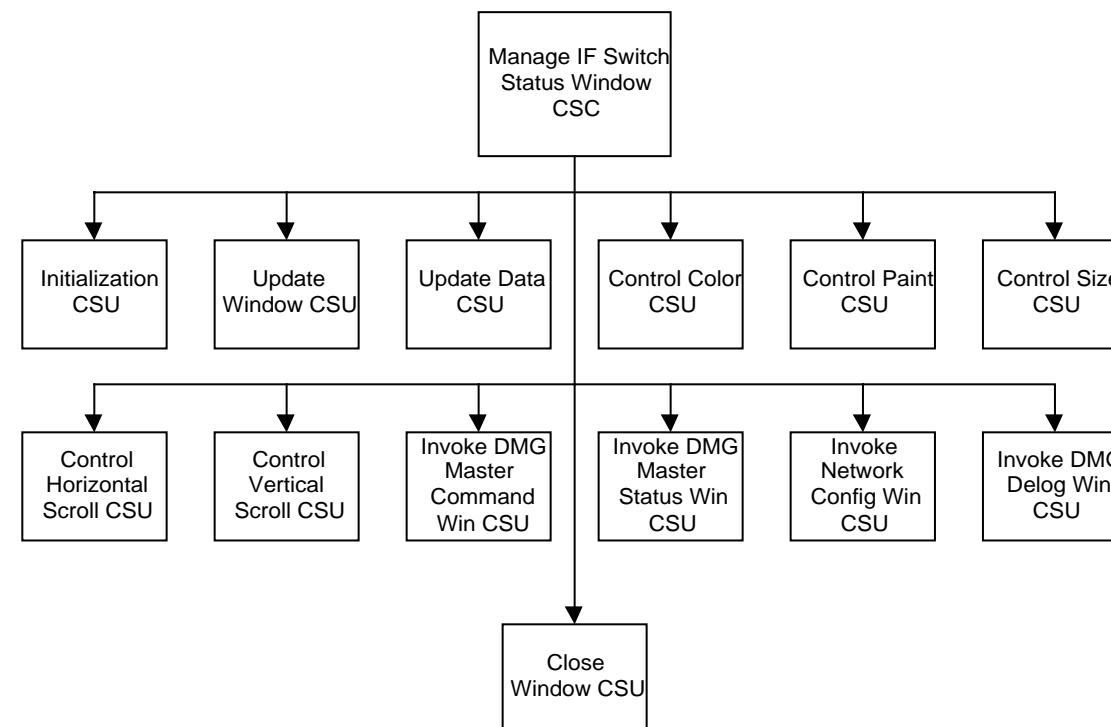 Manage IF Switch
Status Window
CSC
Initialization
CSU
Update
Window CSU
Update Data
CSU
Control Color
CSU
Control Paint
CSU
Control Size
CSU
Control
Horizontal
Scroll CSU
Control
Vertical
Scroll CSU
Invoke DMG
Master
Command
Win CSU
Invoke DMG
Master
Status Win
CSU
Invoke
Network
Config Win
CSU
Invoke DMG
Delog Win
CSU
Close
Window CSU